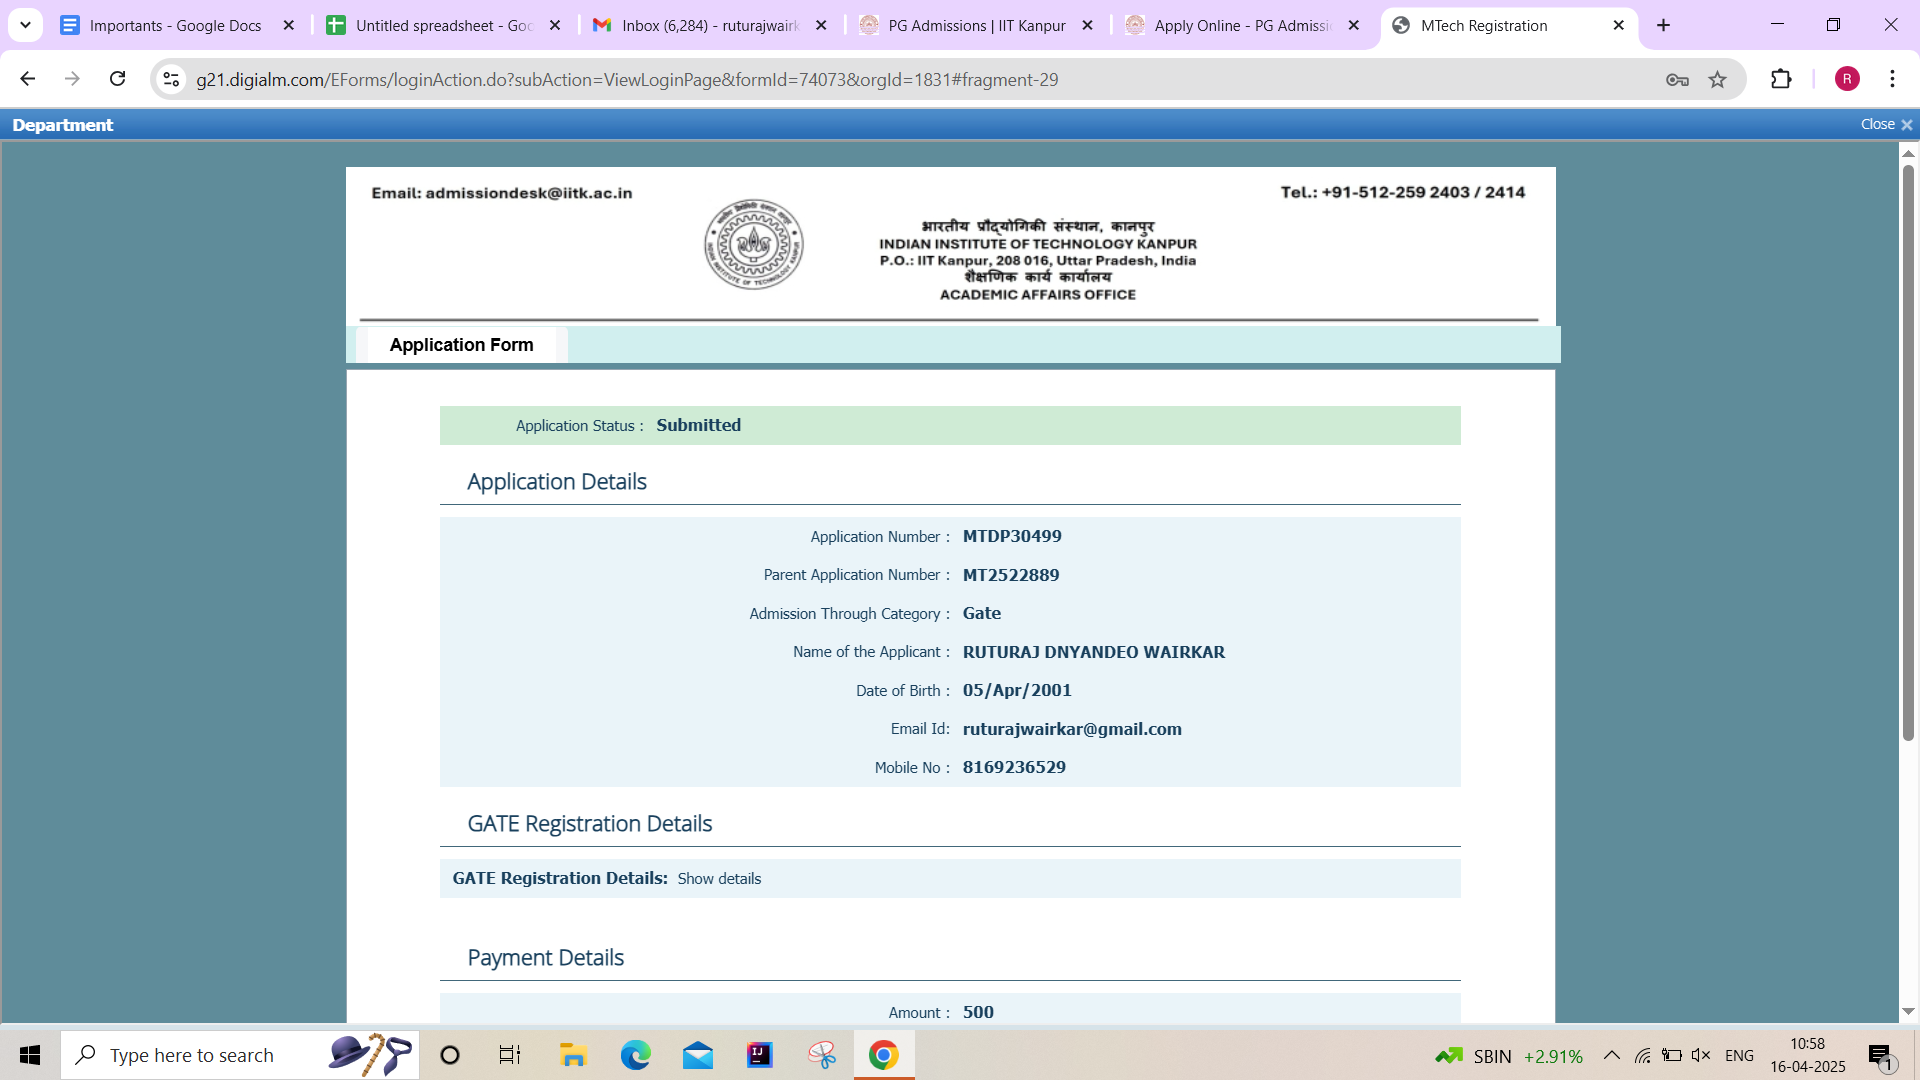 Importants - Google Docs
Untitled spreadsheet - Goo
Inbox (6,284) - ruturajwairk
PG Admissions | IIT Kanpur
Apply Online - PG Admissi
MTech Registration
g21.digialm.com/EForms/loginAction.do?subAction=ViewLoginPage&formId=74073&orgId=1831#fragment-29
R
Department
Close
Email: admissiondesk@iitk.ac.in
Tel.: +91-512-259 2403 / 2414
भारतीय प्रौद्योगिकी संस्थान, कानपुर
INDIAN INSTITUTE OF TECHNOLOGY KANPUR
P.O.: IIT Kanpur, 208 016, Uttar Pradesh, India
शैक्षणिक कार्य कार्यालय
ACADEMIC AFFAIRS OFFICE
Application Form
Application Status : Submitted
Application Details
Application Number : MTDP30499
Parent Application Number : MT2522889
Admission Through Category : Gate
Name of the Applicant : RUTURAJ DNYANDEO WAIRKAR
Date of Birth : 05/Apr/2001
Email Id: ruturajwairkar@gmail.com
Mobile No : 8169236529
GATE Registration Details
GATE Registration Details: Show details
Payment Details
Amount : 500
Type here to search
SBIN +2.91%
ENG
10:58
16-04-2025
1